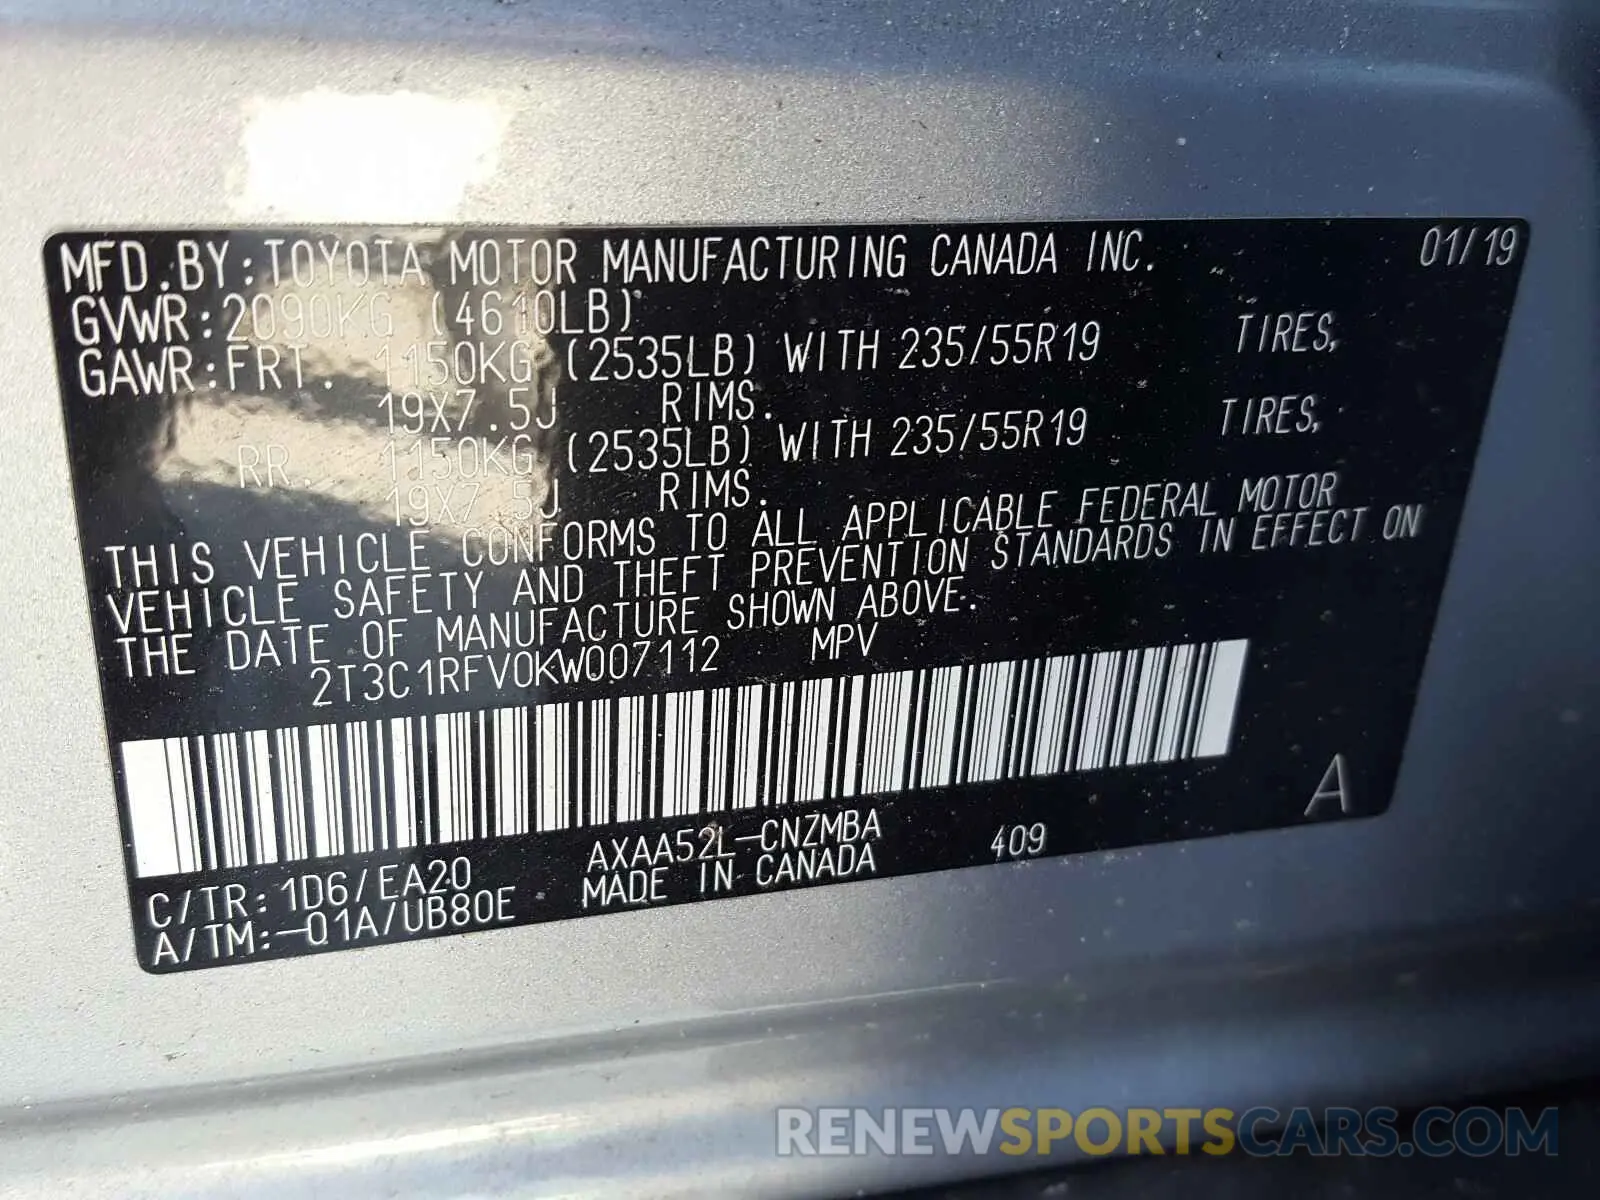 MFD.BY:TOYOTA MOTOR MANUFACTURING CANADA INC. 01/19
GVWR:2090KG (4610LB)
GAWR:FRT. 1150KG (2535LB) WITH 235/55R19 TIRES,
19X7.5J RIMS.
RR. 1150KG (2535LB) WITH 235/55R19 TIRES,
19X7.5J RIMS.
THIS VEHICLE CONFORMS TO ALL APPLICABLE FEDERAL MOTOR
VEHICLE SAFETY AND THEFT PREVENTION STANDARDS IN EFFECT ON
THE DATE OF MANUFACTURE SHOWN ABOVE.
2T3C1RFV0KW007112 MPV
A
C/TR:1D6/EA20 AXAA52L-CNZMBA 409
A/TM:-01A/UB80E MADE IN CANADA
RENEWSPORTSCARS.COM